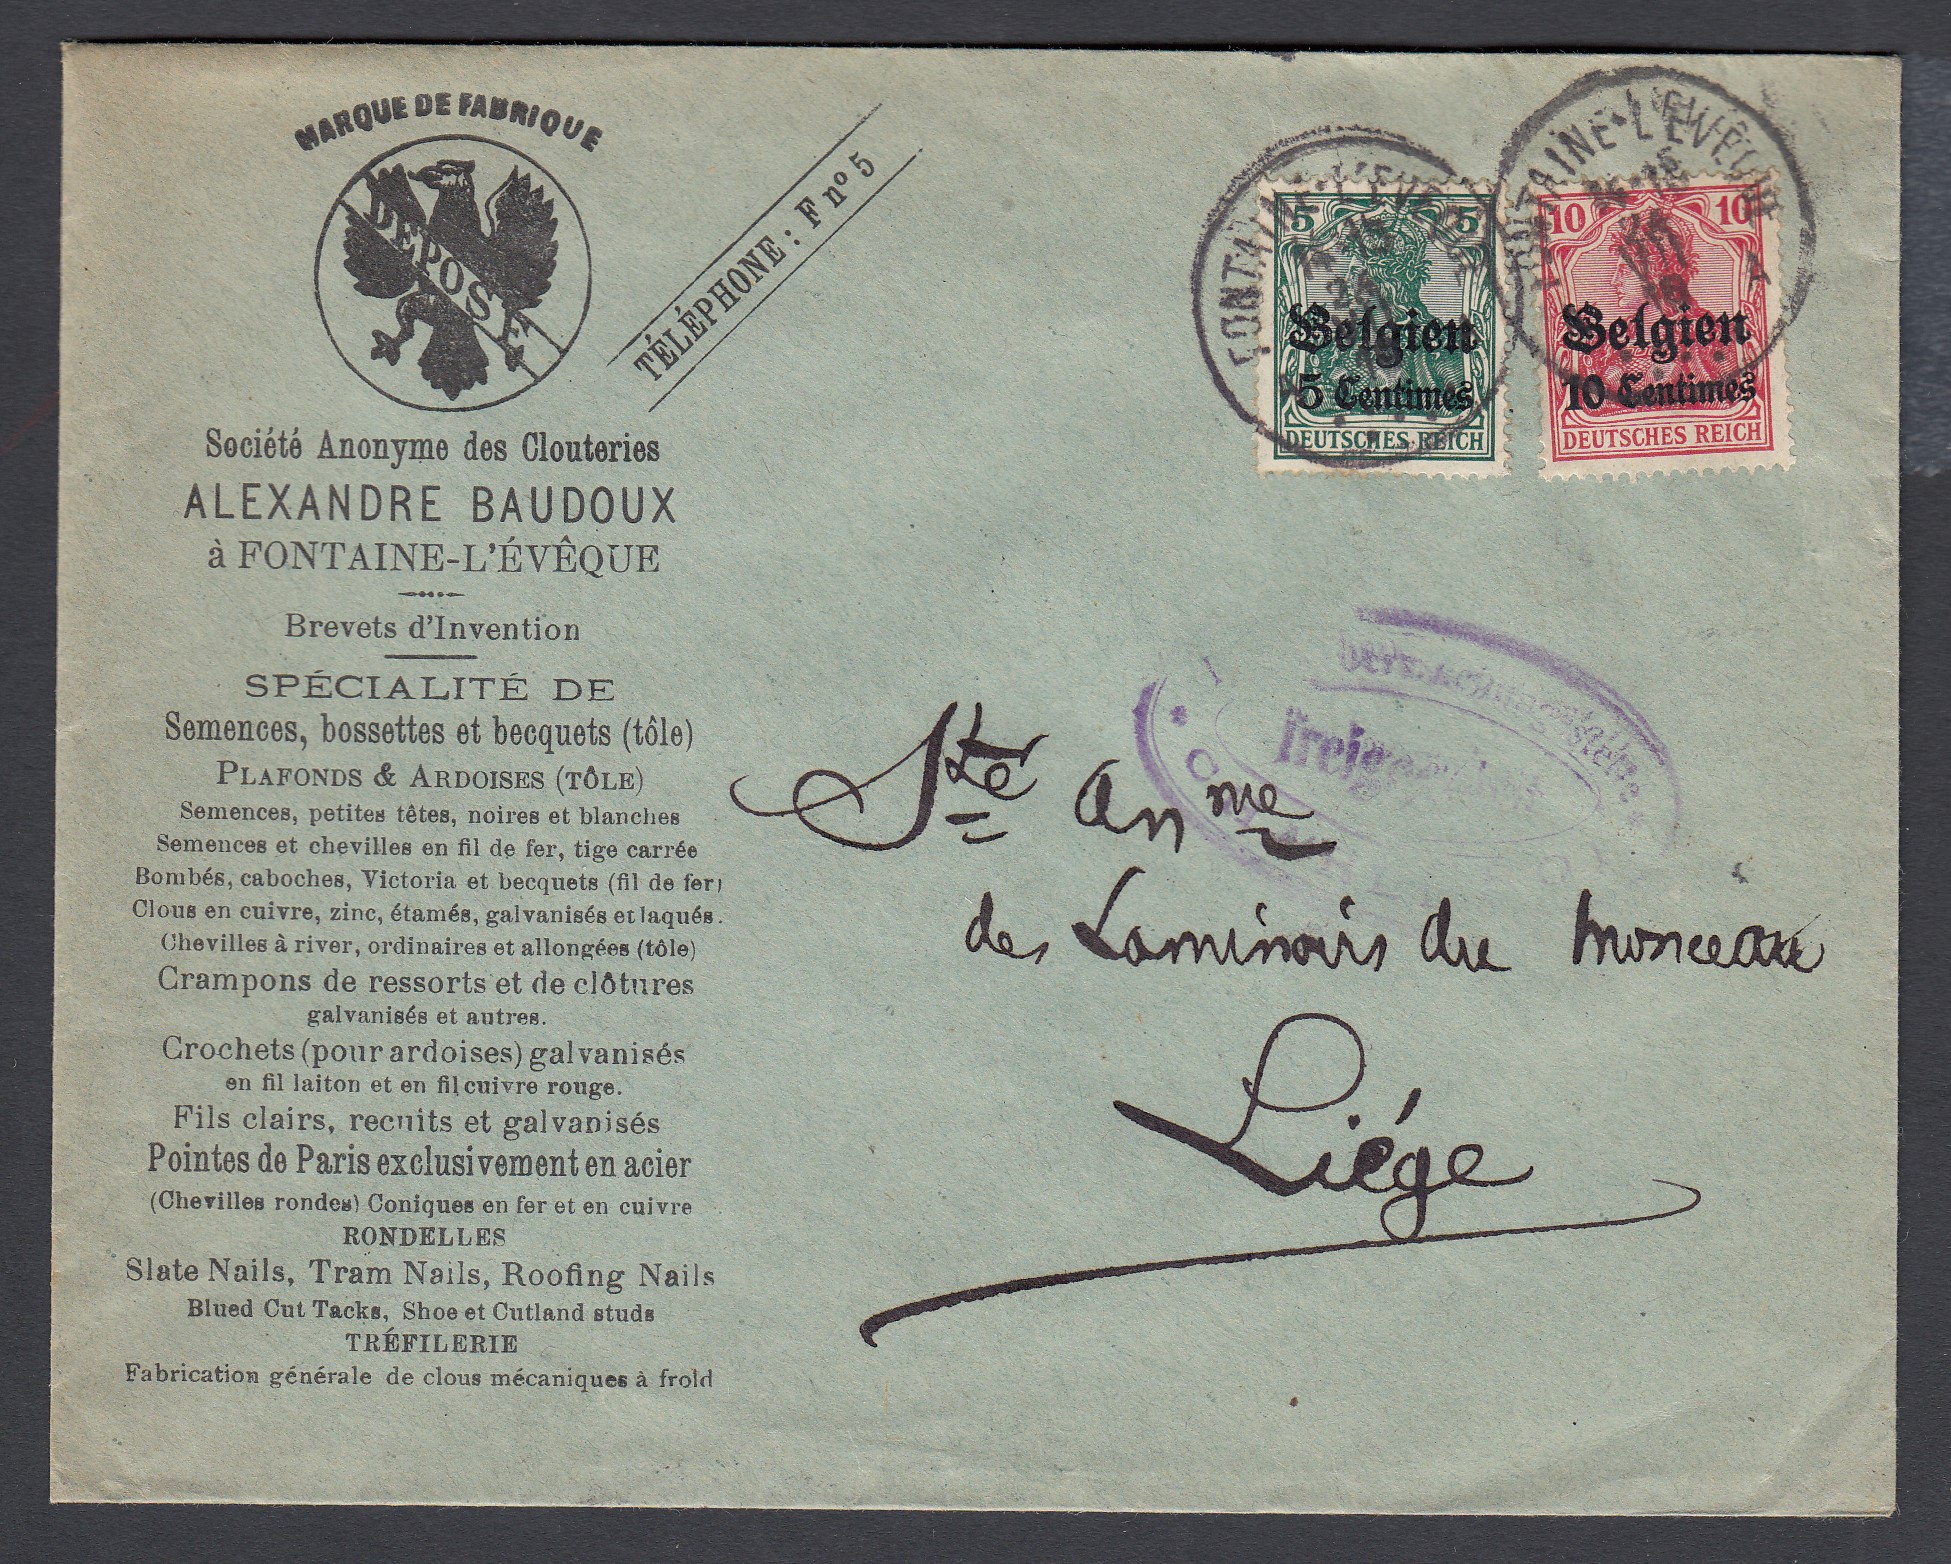 MARQUE DE FABRIQUE
DÉPOSÉ
TÉLÉPHONE : F nº 5
Société Anonyme des Clouteries
ALEXANDRE BAUDOUX
à FONTAINE-L'ÉVÊQUE
Brevets d'Invention
SPÉCIALITÉ DE
Semences, bossettes et becquets (tôle)
PLAFONDS & ARDOISES (TÔLE)
Semences, petites têtes, noires et blanches
Semences et chevilles en fil de fer, tige carrée
Bombés, caboches, Victoria et becquets (fil de fer)
Clous en cuivre, zinc, étamés, galvanisés et laqués.
Chevilles à river, ordinaires et allongées (tôle)
Crampons de ressorts et de clôtures
galvanisés et autres.
Crochets (pour ardoises) galvanisés
en fil laiton et en fil cuivre rouge.
Fils clairs, recuits et galvanisés
Pointes de Paris exclusivement en acier
(Chevilles rondes) Coniques en fer et en cuivre
RONDELLES
Slate Nails, Tram Nails, Roofing Nails
Blued Cut Tacks, Shoe et Cutland studs
TRÉFILERIE
Fabrication générale de clous mécaniques à froid
FONTAINE-L'EVÊQUE
5 5
Belgien
5 Centimes
DEUTSCHES REICH
FONTAINE-L'EVÊQUE
10 10
Belgien
10 Centimes
DEUTSCHES REICH
Sté Anme
des Laminoirs du Monceau
Liége